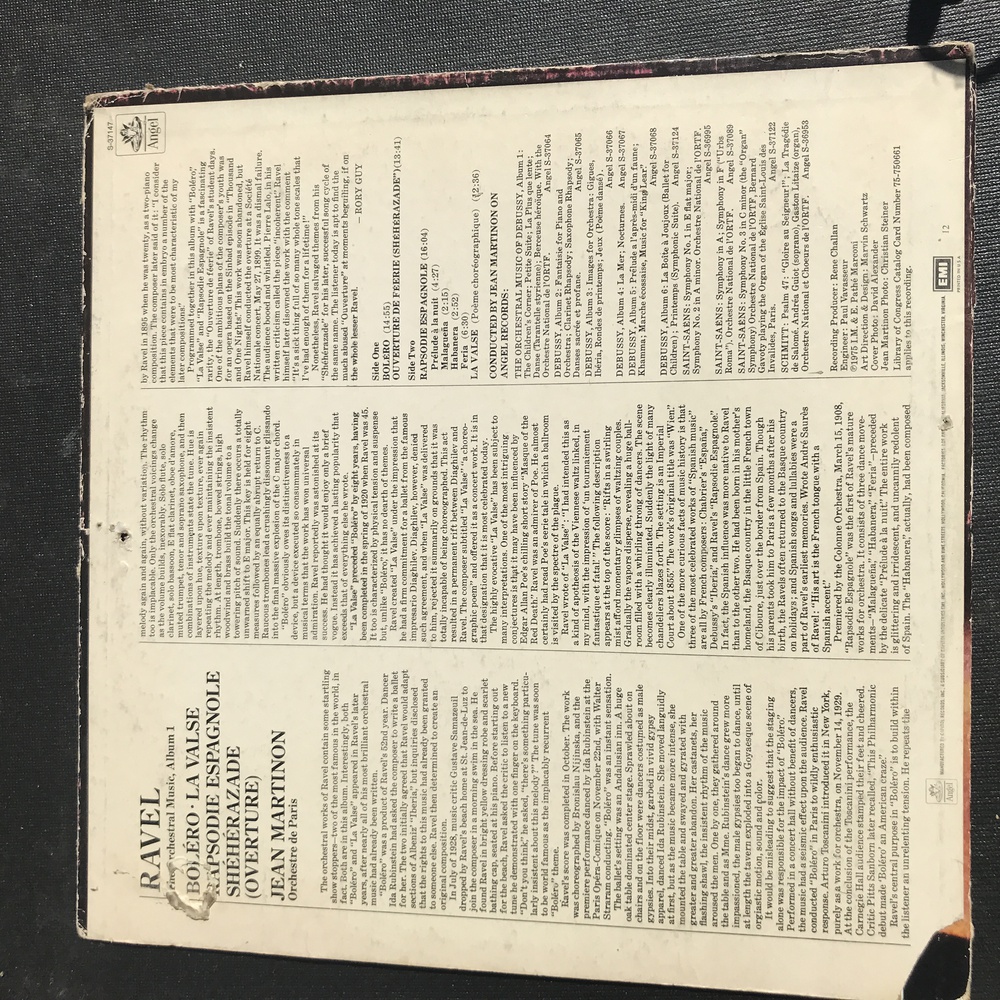 S-37147
Angel
RAVEL
Orchestral Music, Album 1
BOLÉRO · LA VALSE
RAPSODIE ESPAGNOLE
SHÉHÉRAZADE
(OVERTURE)
JEAN MARTINON
Orchestre de Paris
The orchestral works of Ravel contain some startling
show stoppers—two of the most famous in the world, in
fact. Both are in this album. Interestingly, both
"Boléro" and "La Valse" appeared in Ravel's later
years, after nearly all of his most brilliant orchestral
music had already been written.
"Boléro" was a product of Ravel's 52nd year. Dancer
Ida Rubinstein had asked the composer to write a ballet
for her. The two initially agreed that Ravel would adapt
sections of Albeniz' "Iberia," but inquiries disclosed
that the rights to this music had already been granted
to someone else. Ravel then determined to create an
original composition.
In July of 1928, music critic Gustave Samazeuil
dropped by Ravel's beach home at St. Jean-de-Luz to
join the composer in a morning swim in the sea. He
found Ravel in bright yellow dressing robe and scarlet
bathing cap, seated at his piano. Before starting out
for the beach, Ravel asked the critic to listen to a new
tune he demonstrated with one finger on the keyboard.
"Don't you think," he asked, "there's something particu-
larly insistent about this melody?" The tune was soon
to be world famous as the implacably recurrent
"Boléro" theme.
Ravel's score was completed in October. The work
was choreographed by Bronislau Nijinska, and the
premiere performance danced by Ida Rubinstein at the
Paris Opéra-Comique on November 22nd, with Walter
Straram conducting. "Boléro" was an instant sensation.
The ballet's setting was an Andalusian inn. A huge
oak table dominated center stage. Sprawled about on
chairs and on the floor were dancers costumed as male
gypsies. Into their midst, garbed in vivid gypsy
apparel, danced Ida Rubinstein. She moved languidly
at first, but as the music became more intense, she
mounted the table and swayed and gyrated with
greater and greater abandon. Her castanets, her
flashing shawl, the insistent rhythm of the music
aroused the men. One by one, they gathered around
the table and as Mme. Rubinstein's dance grew more
impassioned, the male gypsies too began to dance, until
at length the tavern exploded into a Goyaesque scene of
orgiastic motion, sound and color.
It would be misleading to suggest that the staging
alone was responsible for the impact of "Boléro."
Performed in a concert hall without benefit of dancers,
the music had a seismic effect upon the audience. Ravel
conducted "Boléro" in Paris to wildly enthusiastic
response. Arturo Toscanini introduced it in New York,
purely as a work for orchestra, on November 14, 1929.
At the conclusion of the Toscanini performance, the
Carnegie Hall audience stamped their feet and cheered.
Critic Pitts Sanborn later recalled, "This Philharmonic
debut made 'Boléro' an American craze."
Ravel's central purpose in "Boléro" is to build within
the listener an unrelenting tension. He repeats the
melody again and again, without variation. The rhythm
too is implacable. Only the orchestral voicings change
as the volume builds, inexorably. Solo flute, solo
clarinet, solo bassoon, E flat clarinet, oboe d'amore,
muted trumpet, tenor and soprano saxophone, and then
combinations of instruments state the tune. Hue is
layered upon hue, texture upon texture, ever again
repeating the melody and ever maintaining the insistent
rhythm. At length, trombone, bowed strings, high
woodwind and brass build the tonal volume to a
towering pitch of sound. Suddenly there occurs a totally
unwarned shift to E major. This key is held for eight
measures followed by an equally abrupt return to C.
Raucous trombones lead a crushingly dissonant glissando
into the final massive explosion of the C major chord.
"Boléro" obviously owes its distinctiveness to a
device, but a device executed so consummately in
musical terms that the work has won universal
admiration. Ravel reportedly was astonished at its
success. He had thought it would enjoy only a brief
vogue. Instead it has achieved a lasting popularity that
exceeds that of everything else he wrote.
"La Valse" preceded "Boléro" by eight years, having
been completed in the spring of 1920 when Ravel was 45.
It too is characterized by physical tension and suspense
but, unlike "Boléro," it has no dearth of themes.
Ravel created "La Valse" under the impression that
he had a firm commitment for a ballet from the famous
impresario Diaghilev. Diaghilev, however, denied
such agreement, and when "La Valse" was delivered
to him, rejected it summarily on grounds that it was
totally incapable of being choreographed. This act
resulted in a permanent rift between Diaghilev and
Ravel. The composer subtitled "La Valse" "a choreo-
graphic poem" and offered it as a concert work. It is in
that designation that it is most celebrated today.
The highly evocative "La Valse" has been subject to
many interpretations. One of the most intriguing
conjectures is that it may have been influenced by
Edgar Allan Poe's chilling short story "Masque of the
Red Death." Ravel was an admirer of Poe. He almost
certainly had read Poe's eerie tale in which a ballroom
is visited by the spectre of the plague.
Ravel wrote of "La Valse": "I had intended this as
a kind of apotheosis of the Viennese waltz linked, in
my mind, with the impression of 'un tournaiement
fantastique et fatal.' " The following description
appears at the top of the score: "Rifts in a swirling
mist afford momentary glimpses of waltzing couples.
Gradually the vapors disperse, revealing a huge ball-
room filled with a whirling throng of dancers. The scene
becomes clearly illuminated. Suddenly the light of many
chandeliers blazes forth. The setting is an Imperial
Court about 1855." The work's original title was "Wien."
One of the more curious facts of music history is that
three of the most celebrated works of "Spanish music"
are all by French composers: Chabrier's "España,"
Debussy's "Iberia," and Ravel's "Rapsodie Espagnole."
In fact, the Spanish influence was more native to Ravel
than to the other two. He had been born in his mother's
homeland, the Basque country in the little French town
of Ciboure, just over the border from Spain. Though
his parents took him to Paris a few months after his
birth, the Ravels often returned to the Basque country
on holidays; and Spanish songs and lullabies were a
part of Ravel's earliest memories. Wrote André Saurès
of Ravel: "His art is the French tongue with a
Spanish accent."
Premiered by the Colonne Orchestra, March 15, 1908,
"Rapsodie Espagnole" was the first of Ravel's mature
works for orchestra. It consists of three dance move-
ments—"Malagueña," "Habanera," "Feria"—preceded
by the delicate "Prélude à la nuit." The entire work
is glittering and irridescent, and uncannily redolent
of Spain. The "Habanera," actually, had been composed
by Ravel in 1895 when he was twenty, as a two-piano
composition. The composer later said of it: "I consider
that this piece contains in embryo a number of the
elements that were to be most characteristic of my
later compositions."
Programmed together in this album with "Boléro,"
"La Valse" and "Rapsodie Espagnole" is a fascinating
rarity, the "Ouverture de féerie" of Ravel's student days.
One of the ambitious plans of the composer's youth was
for an opera based on the Sinbad episode in "Thousand
and One Nights." This work was soon abandoned, but
Ravel himself conducted the overture at a Société
Nationale concert, May 27, 1899. It was a dismal failure.
The audience booed and whistled. Pierre Lalo, in his
written criticism called the piece "incoherent," Ravel
himself later disowned the work with the comment
"It's a sick thing full of so many whole tone scales that
I've had enough of them for a lifetime!"
Nonetheless, Ravel salvaged themes from his
"Shéhérazade" for his later, successful song cycle of
the same name. The listener today is apt to find the
much abused "Ouverture" at moments beguiling, if on
the whole lesser Ravel.
— RORY GUY
Side One
BOLERO (14:55)
OUVERTURE DE FÉERIE (SHÉHÉRAZADE")(13:41)
Side Two
RAPSODIE ESPAGNOLE (16:04)
Prélude à la nuit (4:27)
Malagueña (2:15)
Habanera (2:52)
Feria (6:30)
LA VALSE (Poème choréographique) (12:36)
CONDUCTED BY JEAN MARTINON ON
ANGEL RECORDS:
THE ORCHESTRAL MUSIC OF DEBUSSY, Album 1:
The Children's Corner; Petite Suite; La Plus que lente;
Danse (Tarantelle styrienne); Berceuse héroïque. With the
Orchestre National de l'ORTF. Angel S-37064
DEBUSSY, Album 2: Fantaisie for Piano and
Orchestra; Clarinet Rhapsody; Saxophone Rhapsody;
Danses sacrée et profane. Angel S-37065
DEBUSSY, Album 3: Images for Orchestra: Gigues,
Ibéria, Rondes de printemps; Jeux (Poème dansé).
Angel S-37066
DEBUSSY, Album 4: La Mer; Nocturnes. Angel S-37067
DEBUSSY, Album 5: Prélude a l'après-midi d'un faune;
Khamma; Marche écossaise, Music for "King Lear."
Angel S-37068
DEBUSSY, Album 6: La Boîte à Joujoux (Ballet for
Children); Printemps (Symphonic Suite). Angel S-37124
SAINT-SAENS: Symphony No. 1 in E flat major;
Symphony No. 2 in A minor. Orchestre National de l'ORTF.
Angel S-36995
SAINT-SAENS: Symphony in A; Symphony in F ("Urbs
Roma"). Orchestre National de l'ORTF. Angel S-37089
SAINT-SAENS: Symphony No. 3 in C minor (the "Organ"
Symphony) Orchestre National de l'ORTF, Bernard
Gavoty playing the Organ of the Église Saint-Louis des
Invalides, Paris. Angel S-37122
SCHMITT: Psalm 47: "Gloire au Seigneur!"; La Tragédie
de Salomé. Andréa Guiot (soprano), Gaston Litaize (organ),
Orchestre National et Choeurs de l'ORTF. Angel S-36953
Recording Producer: Rene Challan
Engineer: Paul Vavasseur
℗1975 I.M. & E. Pathé Marconi
Art Direction & Design: Marvin Schwartz
Cover Photo: David Alexander
Jean Martinon Photo: Christian Steiner
Library of Congress Catalog Card Number 75-750661
applies to this recording.
Angel
MANUFACTURED BY CAPITOL RECORDS, INC., A SUBSIDIARY OF CAPITOL INDUSTRIES-EMI, INC., HOLLYWOOD AND VINE STREETS, HOLLYWOOD, CALIFORNIA. FACTORIES: LOS ANGELES, CALIFORNIA, JACKSONVILLE, ILLINOIS, WINCHESTER, VIRGINIA.
EMI
12
PRINTED IN U.S.A.